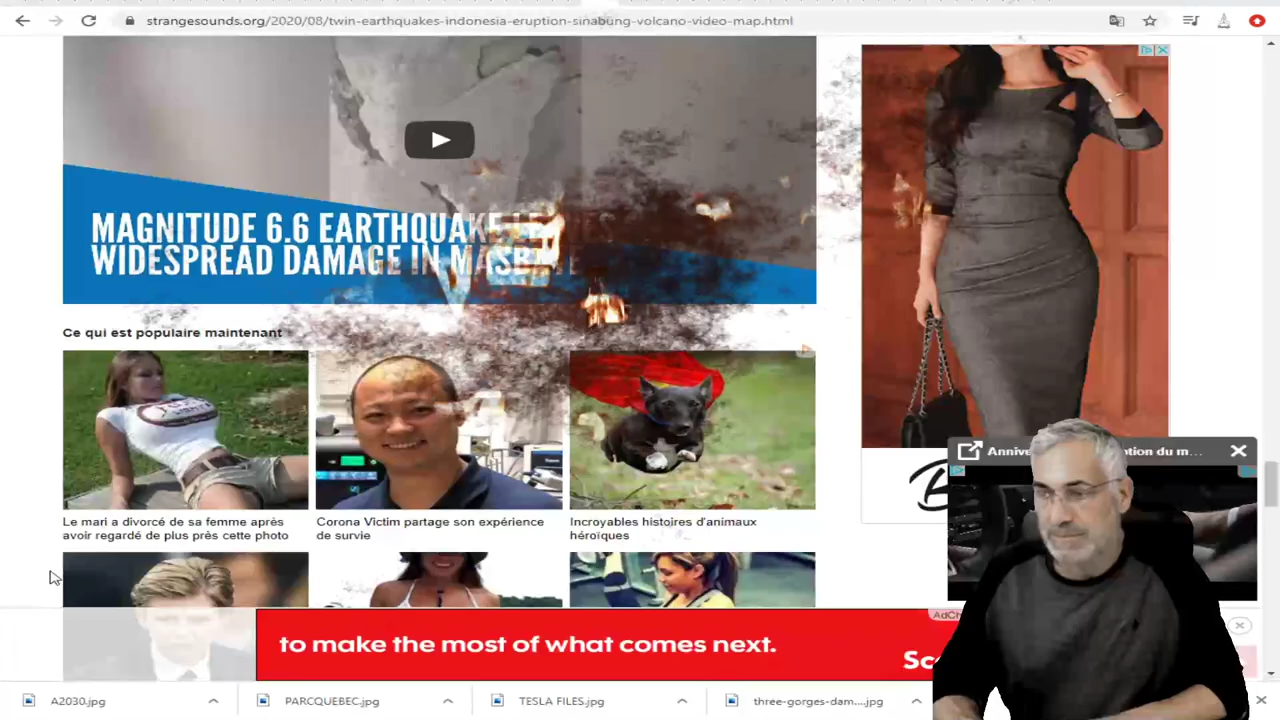 strangesounds.org/2020/08/twin-earthquakes-indonesia-eruption-sinabung-volcano-video-map.html
MAGNITUDE 6.6 EARTHQUAKE
WIDESPREAD DAMAGE IN
Ce qui est populaire maintenant
Le mari a divorcé de sa femme après
avoir regardé de plus près cette photo
Corona Victim partage son expérience
de survie
Incroyables histoires d'animaux
héroïques
to make the most of what comes next.
A2030.jpg
PARCQUEBEC.jpg
TESLA FILES.jpg
three-gorges-dam....jpg